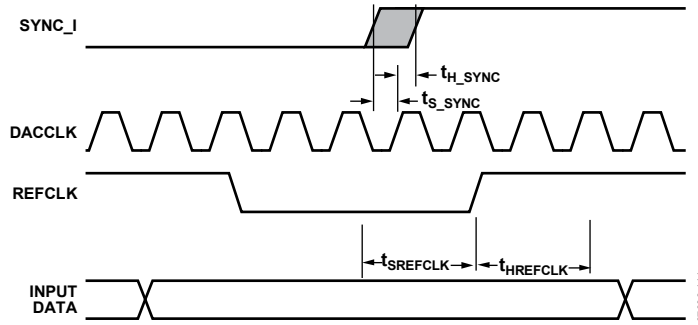 SYNC_I
tH_SYNC
tS_SYNC
DACCLK
REFCLK
tSREFCLK
tHREFCLK
INPUT
DATA